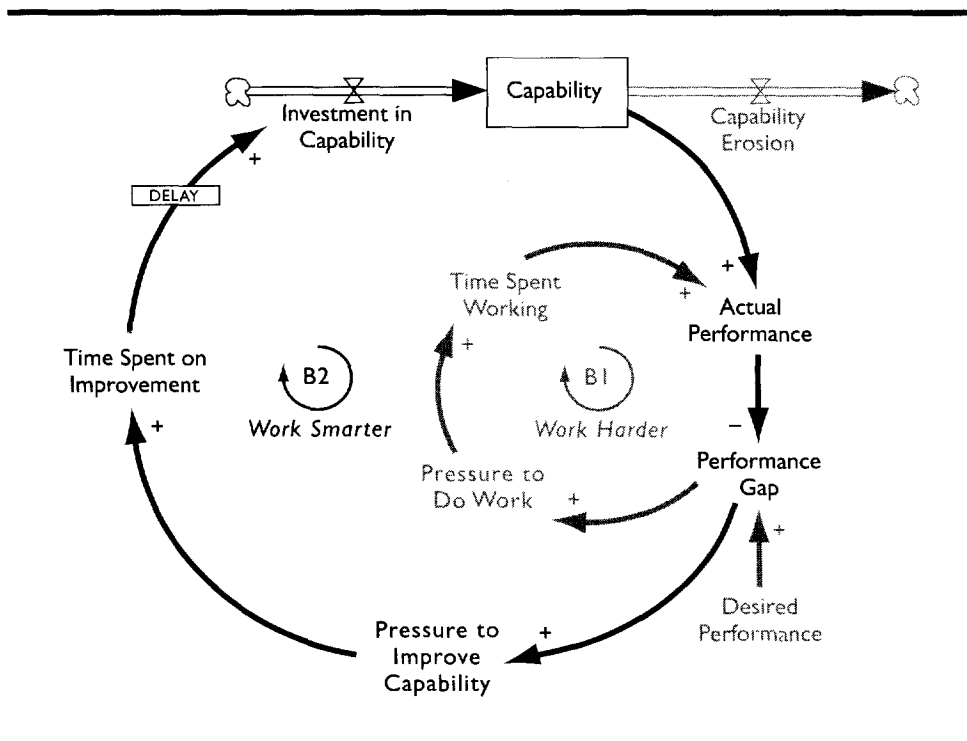 Capability
Investment in
Capability
Capability
Erosion
+
DELAY
Time Spent
Working
+
+
Actual
Performance
+
Time Spent on
Improvement
B2
B1
Work Smarter
Work Harder
+
–
Performance
Gap
Pressure to
Do Work
+
+
Desired
Performance
Pressure to
Improve
Capability
+